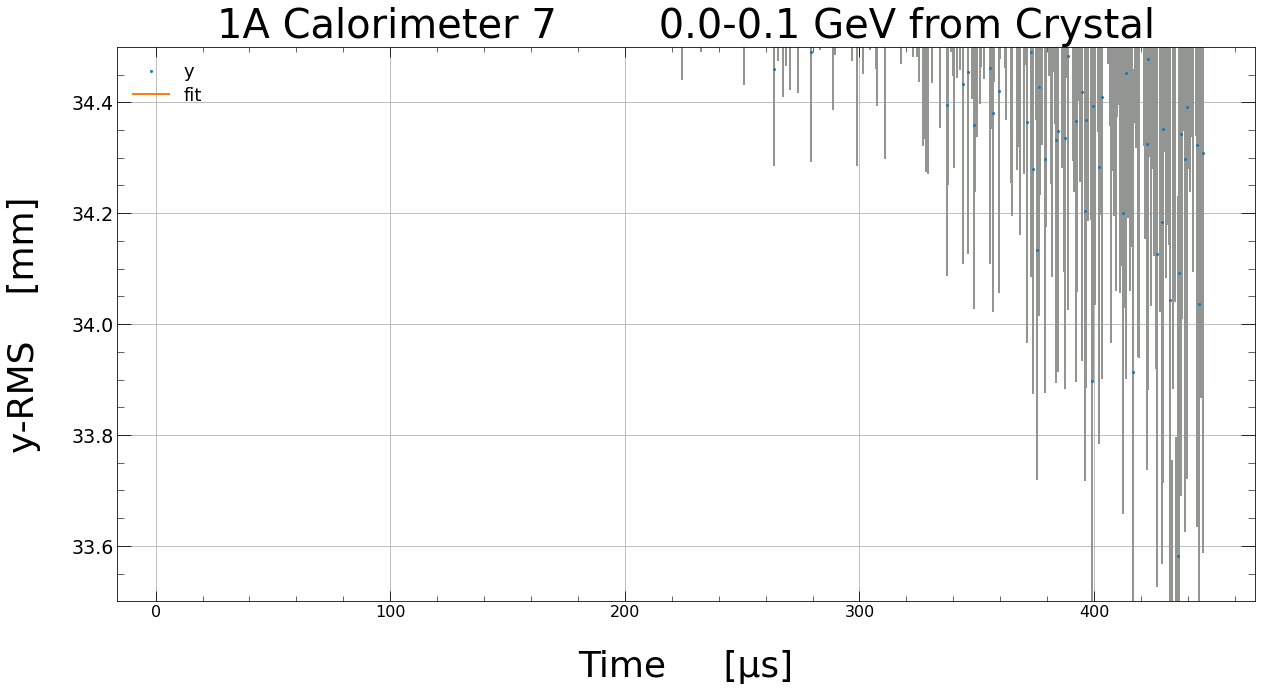 1A Calorimeter 7 0.0-0.1 GeV from Crystal
y
fit
34.4
34.2
34.0
33.8
33.6
y-RMS [mm]
0 100 200 300 400
Time [μs]